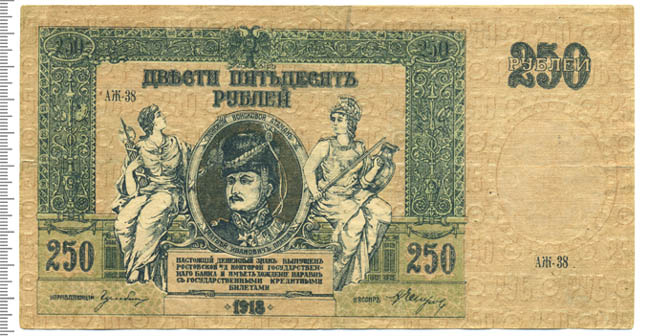 250
250
ДВѢСТИ ПЯТЬДЕСЯТЪ
РУБЛЕЙ
250
РУБЛЕЙ
АЖ-38
250
НАСТОЯЩІЙ ДЕНЕЖНЫЙ ЗНАКЪ ВЫПУЩЕНЪ
РОСТОВСКОЙ н/Д КОНТОРОЙ ГОСУДАРСТВЕН-
НАГО БАНКА И ИМѢЕТЪ ХОЖДЕНІЕ НАРАВНѢ
СЪ ГОСУДАРСТВЕННЫМИ КРЕДИТНЫМИ
БИЛЕТАМИ
250
АЖ-38
УПРАВЛЯЮЩІЙ
1918
КАССИРЪ